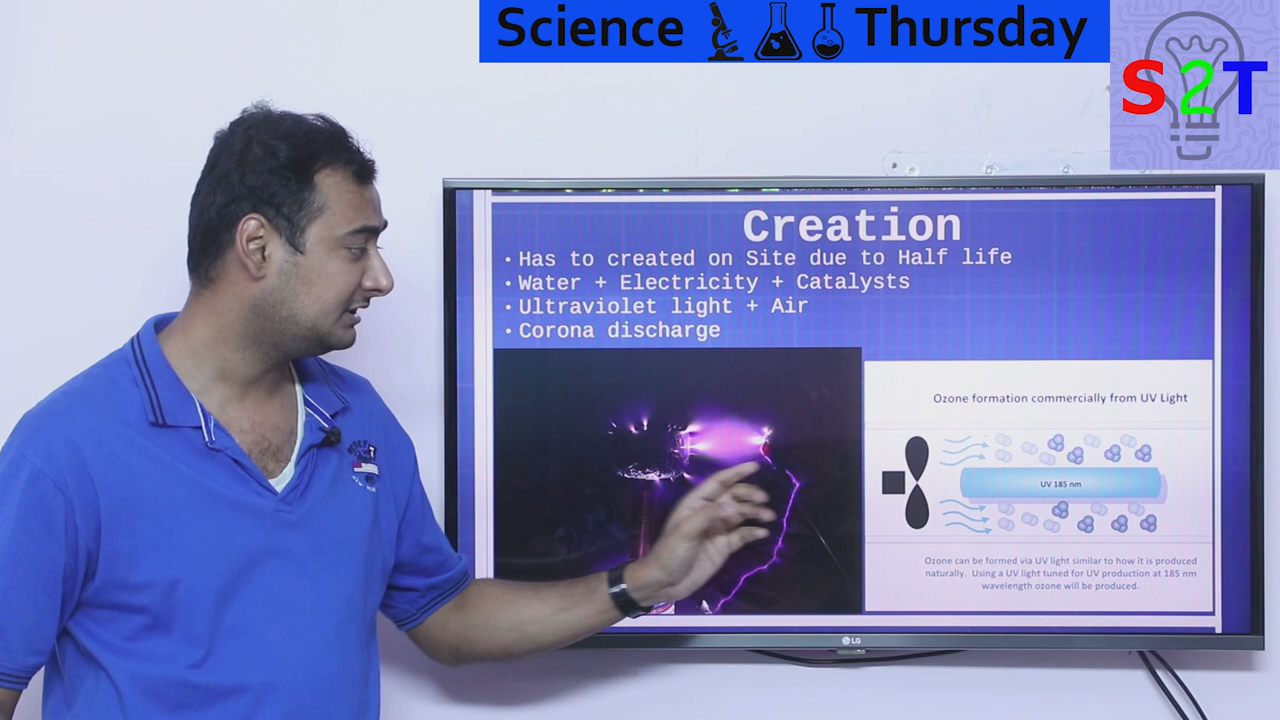 Science Thursday
S2T
Creation
• Has to created on Site due to Half life
• Water + Electricity + Catalysts
• Ultraviolet light + Air
• Corona discharge
Ozone formation commercially from UV Light
UV 185 nm
Ozone can be formed via UV light similar to how it is produced
naturally. Using a UV light tuned for UV production at 185 nm
wavelength ozone will be produced.
LG